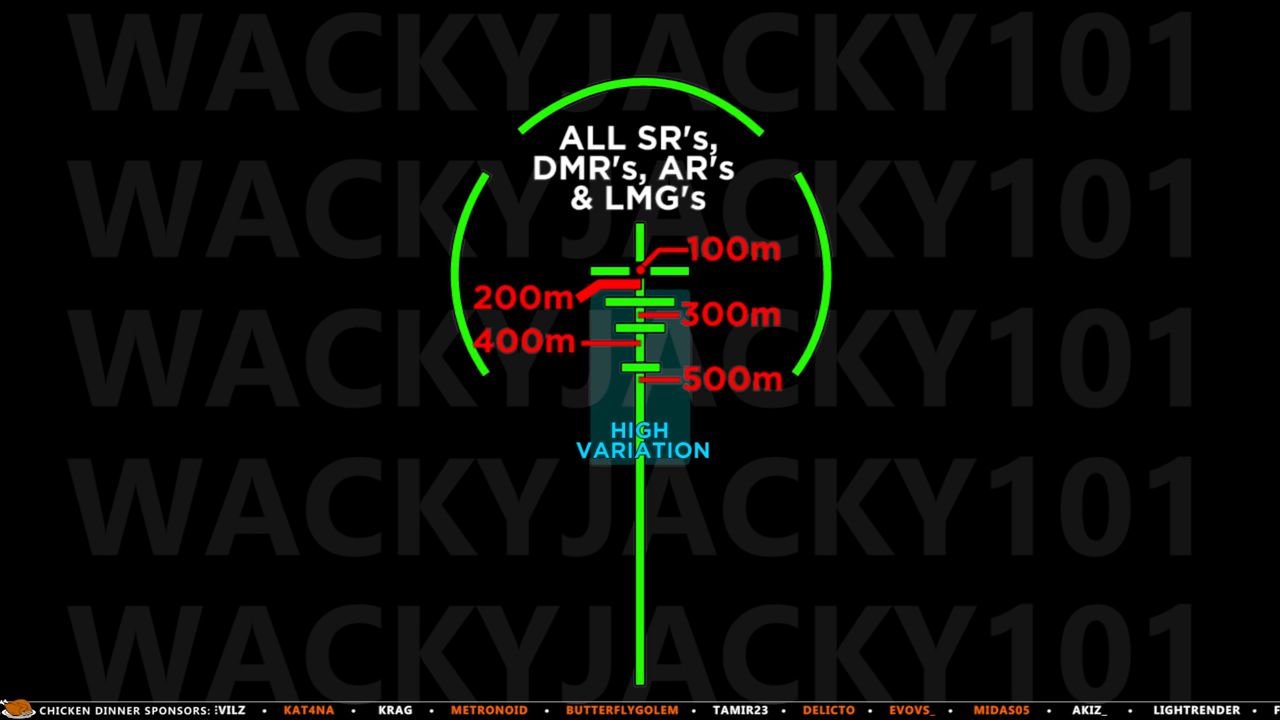 WACKYJACKY101
ALL SR's,
DMR's, AR's
& LMG's
WACKYJACKY101
100m
200m
300m
400m
500m
WACKYJACKY101
HIGH
VARIATION
WACKYJACKY101
WACKYJACKY101
CHICKEN DINNER SPONSORS: EVILZ • KAT4NA • KRAG • METRONOID • BUTTERFLYGOLEM • TAMIR23 • DELICTO • EVOVS_ • MIDAS05 • AKIZ_ • LIGHTRENDER •